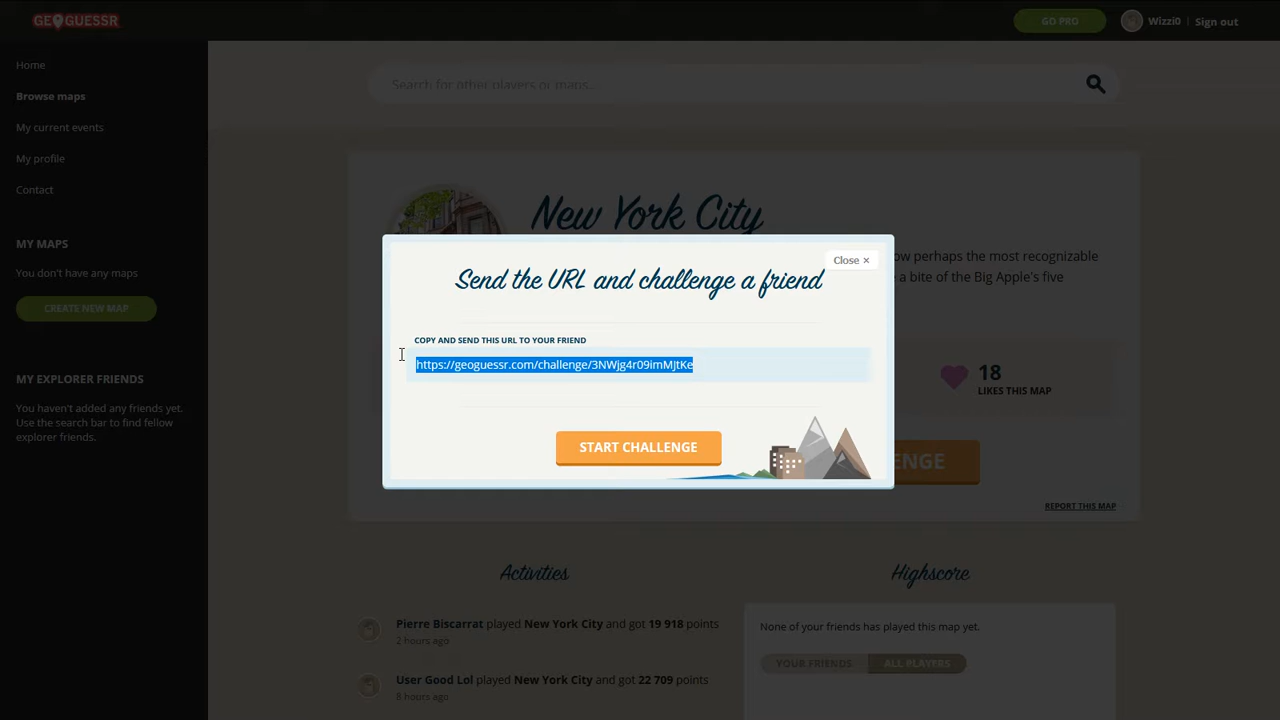 GEOGUESSR
GO PRO
Wizzi0
Sign out
Home
Browse maps
My current events
My profile
Contact
MY MAPS
You don't have any maps
CREATE NEW MAP
MY EXPLORER FRIENDS
You haven't added any friends yet.
Use the search bar to find fellow
explorer friends.
Search for other players or maps...
New York City
ow perhaps the most recognizable
a bite of the Big Apple's five
Close ×
Send the URL and challenge a friend
COPY AND SEND THIS URL TO YOUR FRIEND
https://geoguessr.com/challenge/3NWjg4r09imMJtKe
START CHALLENGE
18
LIKES THIS MAP
ENGE
REPORT THIS MAP
Activities
Pierre Biscarrat played New York City and got 19 918 points
2 hours ago
User Good Lol played New York City and got 22 709 points
8 hours ago
Highscore
None of your friends has played this map yet.
YOUR FRIENDS
ALL PLAYERS